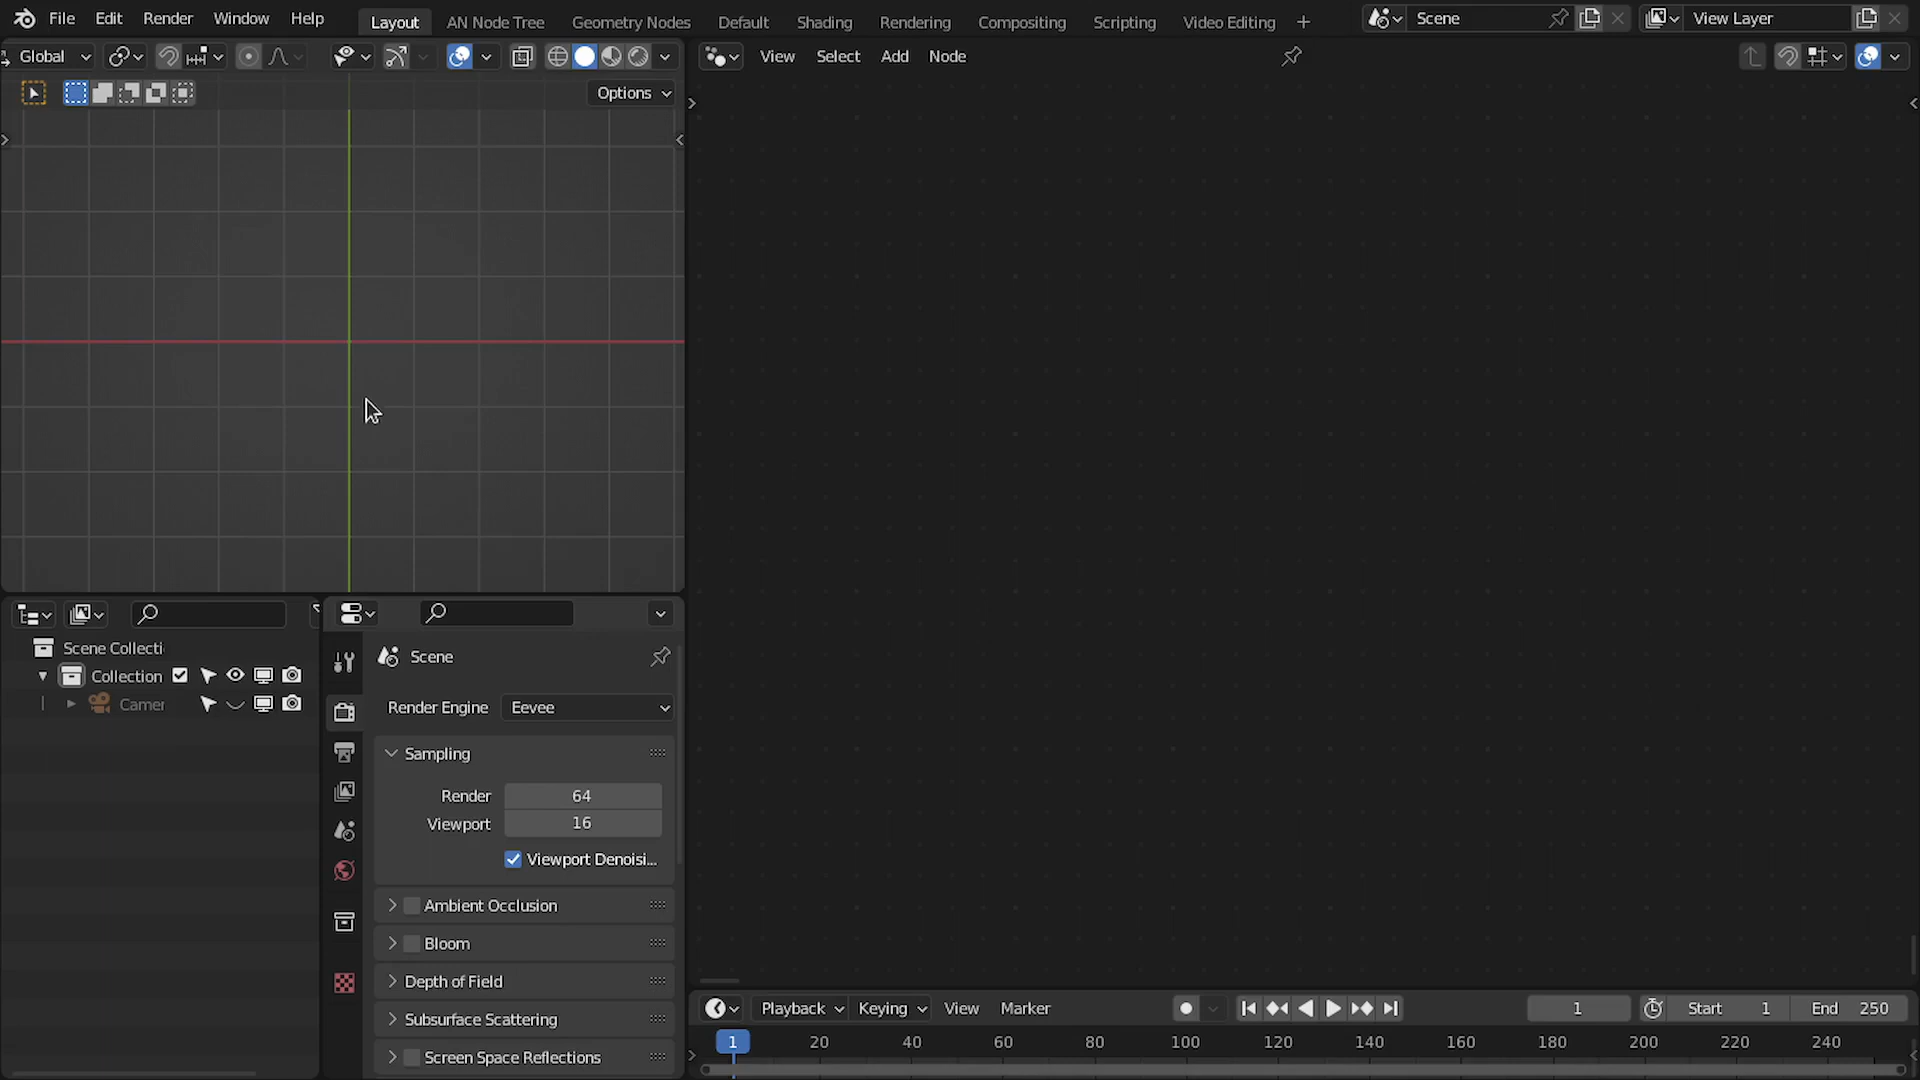 File Edit Render Window Help
Layout AN Node Tree Geometry Nodes Default Shading Rendering Compositing Scripting Video Editing
Scene
View Layer
Global
View Select Add Node
Options
Scene Collecti
Collection
Camer
Scene
Render Engine Eevee
Sampling
Render 64
Viewport 16
Viewport Denoisi...
Ambient Occlusion
Bloom
Depth of Field
Subsurface Scattering
Screen Space Reflections
Playback Keying View Marker
1 Start 1 End 250
1 20 40 60 80 100 120 140 160 180 200 220 240